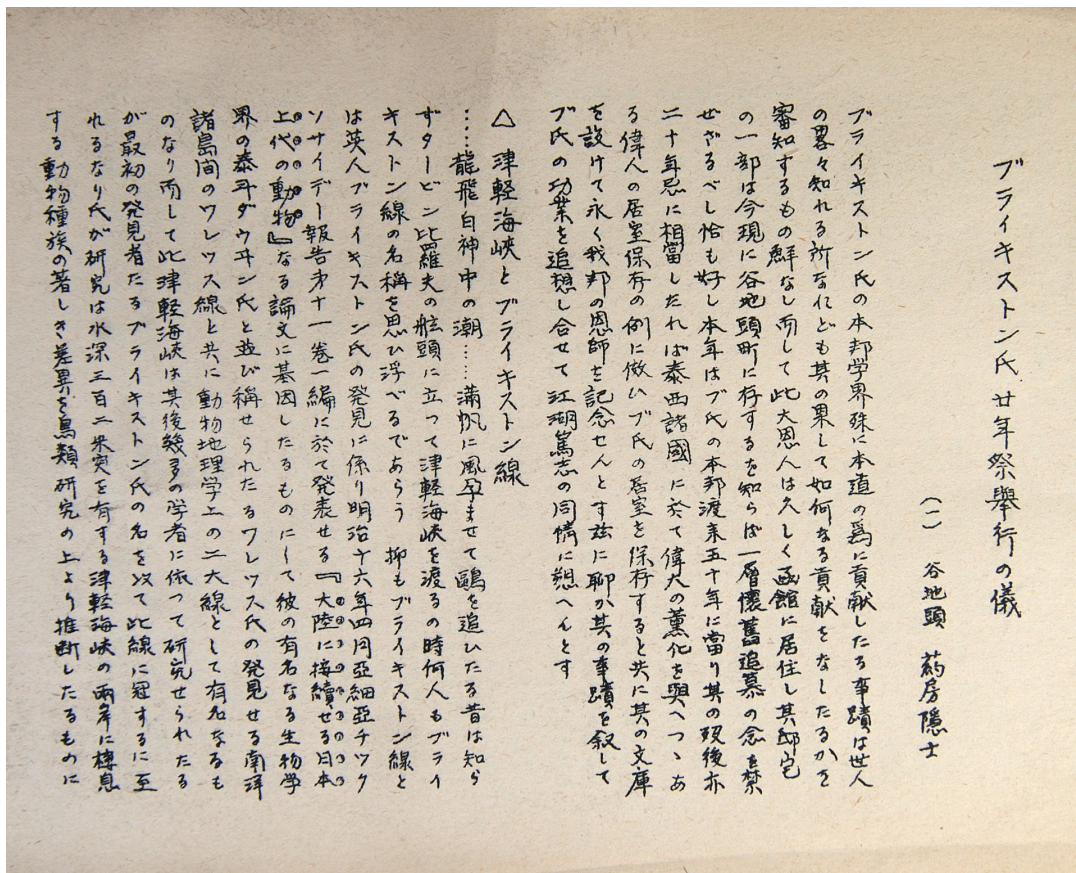 ブライキストン氏廿年祭擧行の儀
(一) 谷地頭 葯房隠士
ブライキストン氏の本邦学界殊に本道の爲に貢献したる事蹟は世人
の畧々知れる所なれども其の果して如何なる貢献をなしたるかを
審知するもの鮮なし而して此大恩人は久しく函館に居住し其邸宅
の一部は今現に谷地頭町に存するを知らば一層懐舊追慕の念を禁
ぜざるべし恰も好し本年はブ氏の本邦渡来五十年に當り其の歿後亦
二十年忌に相當したれば泰西諸國に於て偉大の薫化を與へつゝあ
る偉人の居室保存の例に倣ひブ氏の居室を保存すると共に其の文庫
を設けて永く我邦の恩師を記念せんとす茲に聊か其の事蹟を叙して
ブ氏の功業を追想し合せて江湖篤志の同情に愬へんとす
△ 津軽海峡とブライキストン線
……龍飛白神中の潮……満帆に風孕ませて鷗を追ひたる昔は知ら
ずタービン比羅夫の舷頭に立つて津軽海峡を渡るの時何人もブライ
キストン線の名稱を思ひ浮べるであらう 抑もブライキストン線と
は英人ブライキストン氏の発見に係り明治十六年四月亜細亜チック
ソサイデー報告第十一巻一編に於て発表せる『大陸に接續せる日本
上代の動物』なる論文に基因したるものにして彼の有名なる生物学
界の泰斗ダウヰン氏と並び稱せられたるワレツス氏の発見せる南洋
諸島間のワレツス線と共に動物地理学上の二大線として有名なるも
のなり而して此津軽海峡は其後幾多の学者に依つて研究せられたる
が最初の発見者たるブライキストン氏の名を以て此線に冠するに至
れるなり氏が研究は水深三百二米突を有する津軽海峡の両岸に棲息
する動物種族の著しき差異を鳥類研究の上より推断したるものに